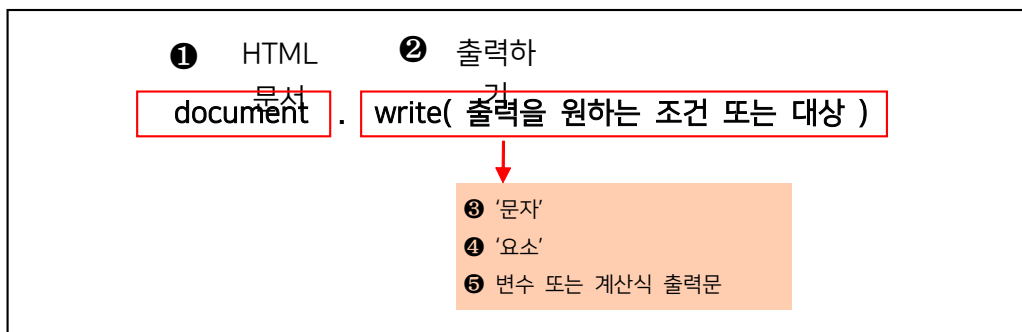 ❶ HTML 문서
❷ 출력하기
document . write( 출력을 원하는 조건 또는 대상 )
❸ ‘문자’
❹ ‘요소’
❺ 변수 또는 계산식 출력문